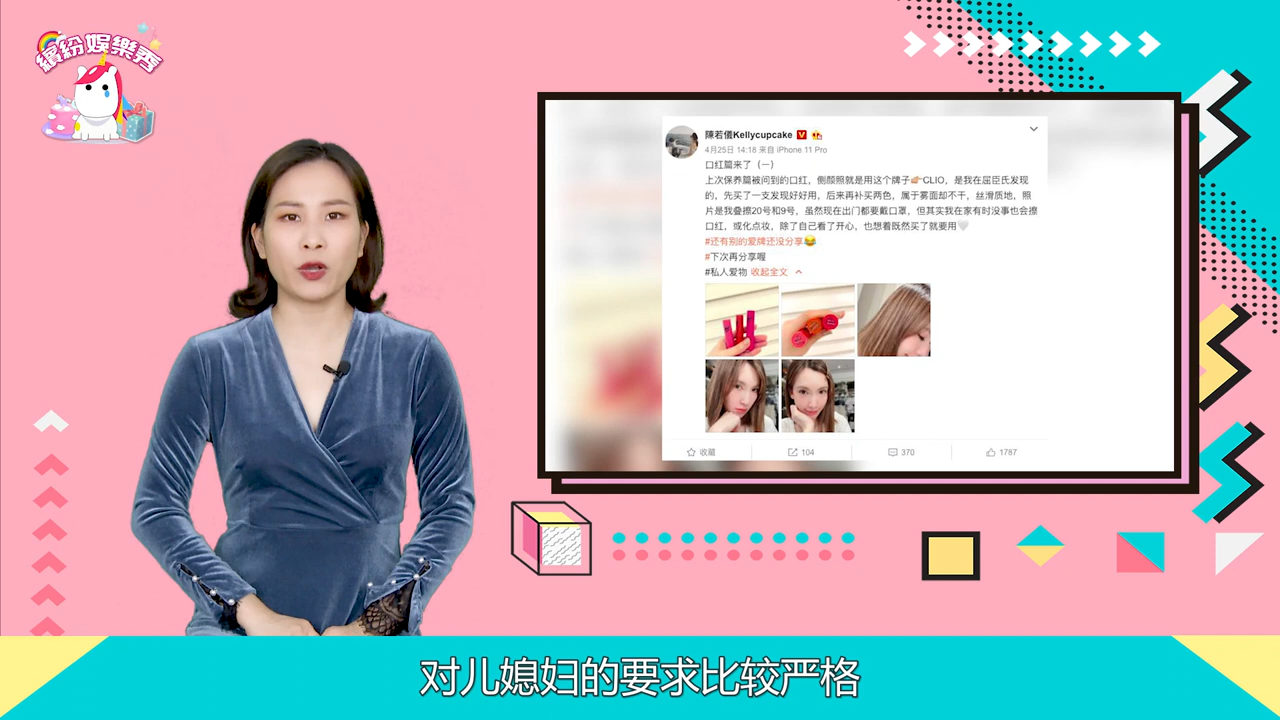 繽紛娛樂秀
陳若儀Kellycupcake
4月25日 14:18 来自 iPhone 11 Pro
口红篇来了（一）
上次保养篇被问到的口红，侧颜照就是用这个牌子👉🏼CLIO，是我在屈臣氏发现
的，先买了一支发现好好用，后来再补买两色，属于雾面却不干，丝滑质地，照
片是我叠擦20号和9号，虽然现在出门都要戴口罩，但其实我在家有时没事也会擦
口红，或化点妆，除了自己看了开心，也想着既然买了就要用🤍
#还有别的爱牌还没分享😂
#下次再分享喔
#私人爱物 收起全文
收藏 104 370 1787
对儿媳妇的要求比较严格